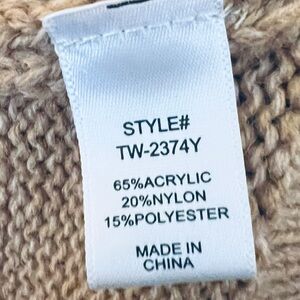 STYLE#
TW-2374Y
65%ACRYLIC
20%NYLON
15%POLYESTER
MADE IN
CHINA